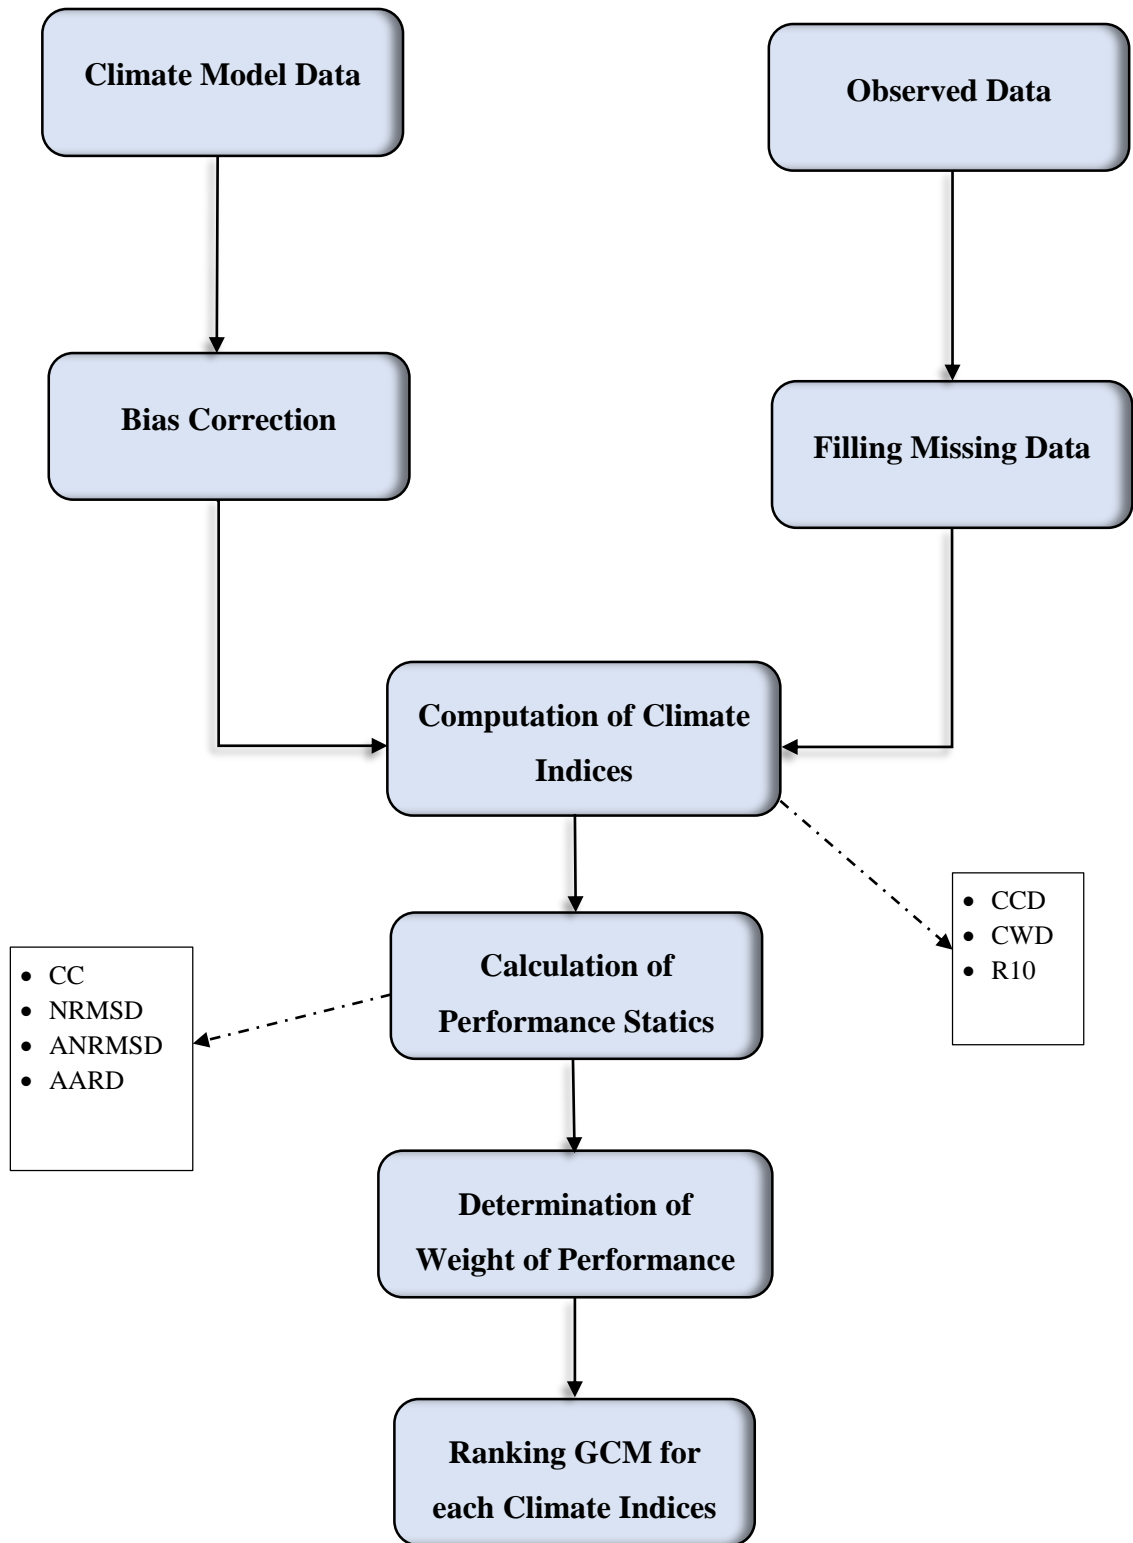 Climate Model Data
Observed Data
Bias Correction
Filling Missing Data
Computation of Climate
Indices
• CCD
• CWD
• R10
Calculation of
Performance Statics
• CC
• NRMSD
• ANRMSD
• AARD
Determination of
Weight of Performance
Ranking GCM for
each Climate Indices